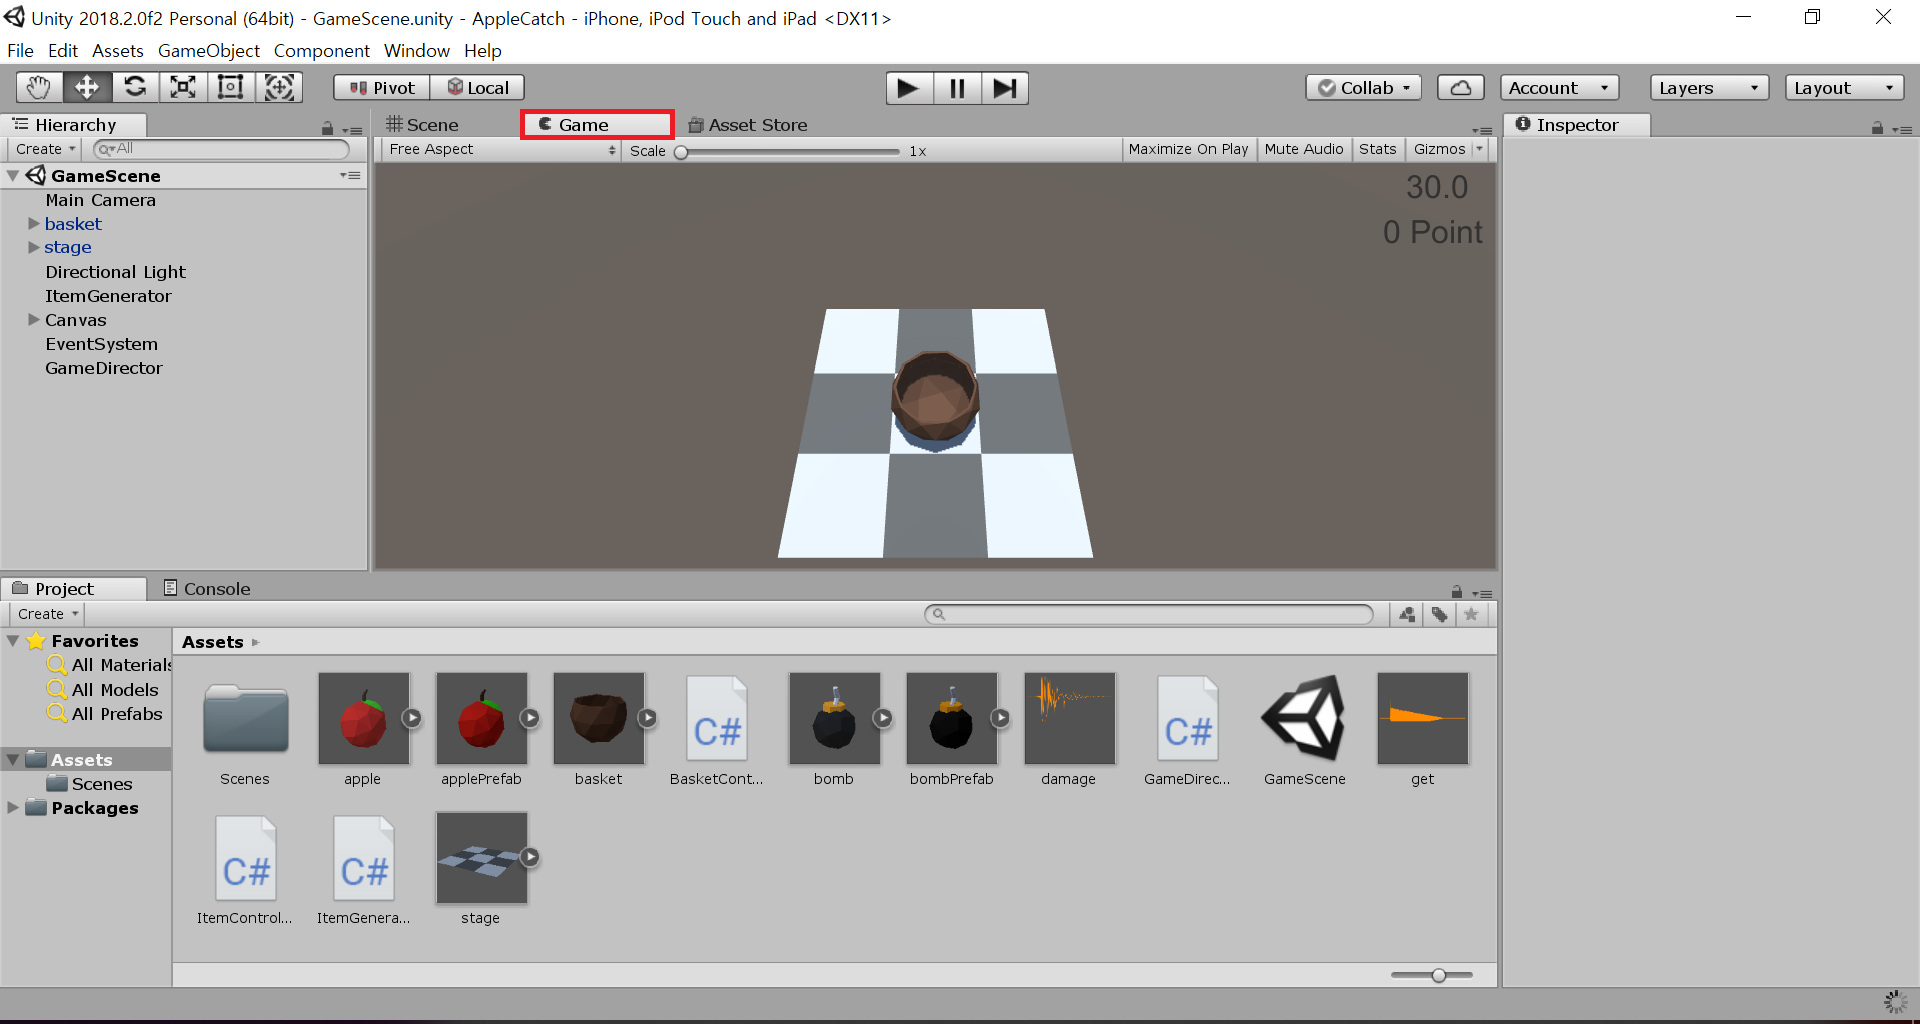 Unity 2018.2.0f2 Personal (64bit) - GameScene.unity - AppleCatch - iPhone, iPod Touch and iPad <DX11>
File Edit Assets GameObject Component Window Help
Pivot Local Collab Account Layers Layout
Hierarchy
Create All
GameScene
Main Camera
basket
stage
Directional Light
ItemGenerator
Canvas
EventSystem
GameDirector
Scene Game Asset Store
Free Aspect Scale 1x Maximize On Play Mute Audio Stats Gizmos
30.0
0 Point
Inspector
Project Console
Create
Favorites
All Materials
All Models
All Prefabs
Assets
Scenes
Packages
Assets
Scenes apple applePrefab basket BasketCont... bomb bombPrefab damage GameDirec... GameScene get
C# C#
ItemControl... ItemGenera... stage
C# C#